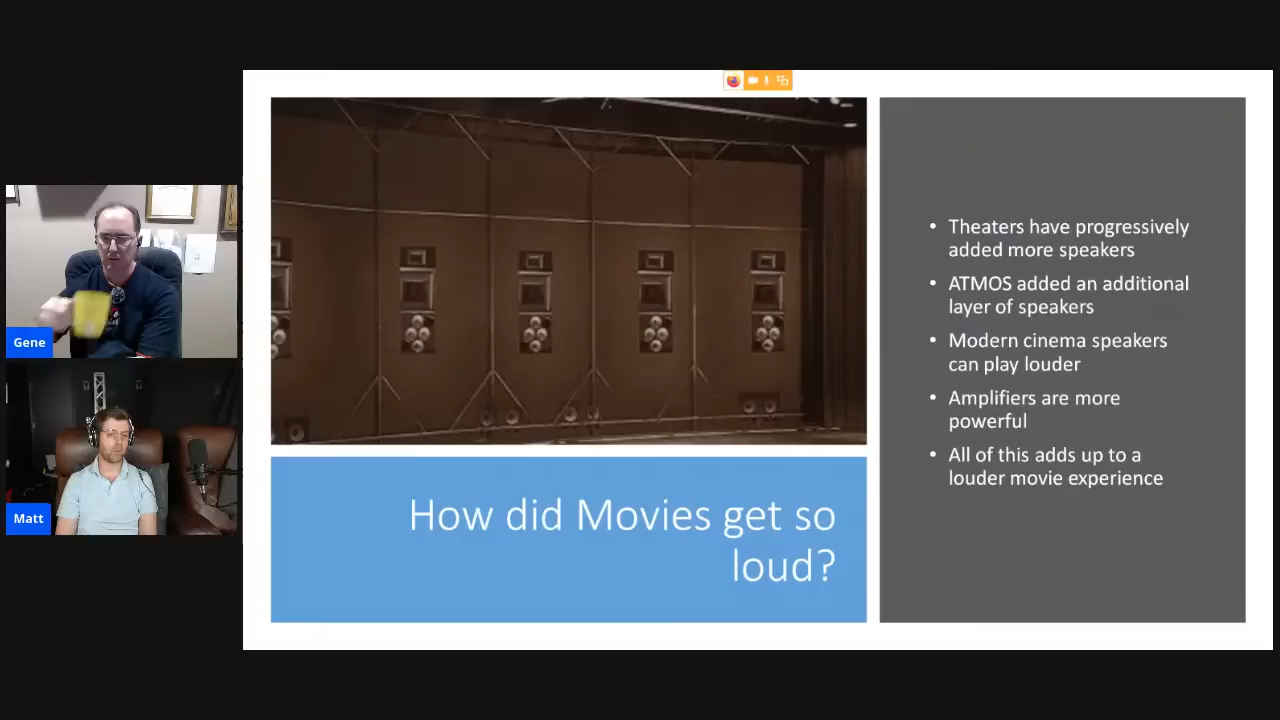 Gene
Matt
How did Movies get so
loud?
• Theaters have progressively
added more speakers
• ATMOS added an additional
layer of speakers
• Modern cinema speakers
can play louder
• Amplifiers are more
powerful
• All of this adds up to a
louder movie experience